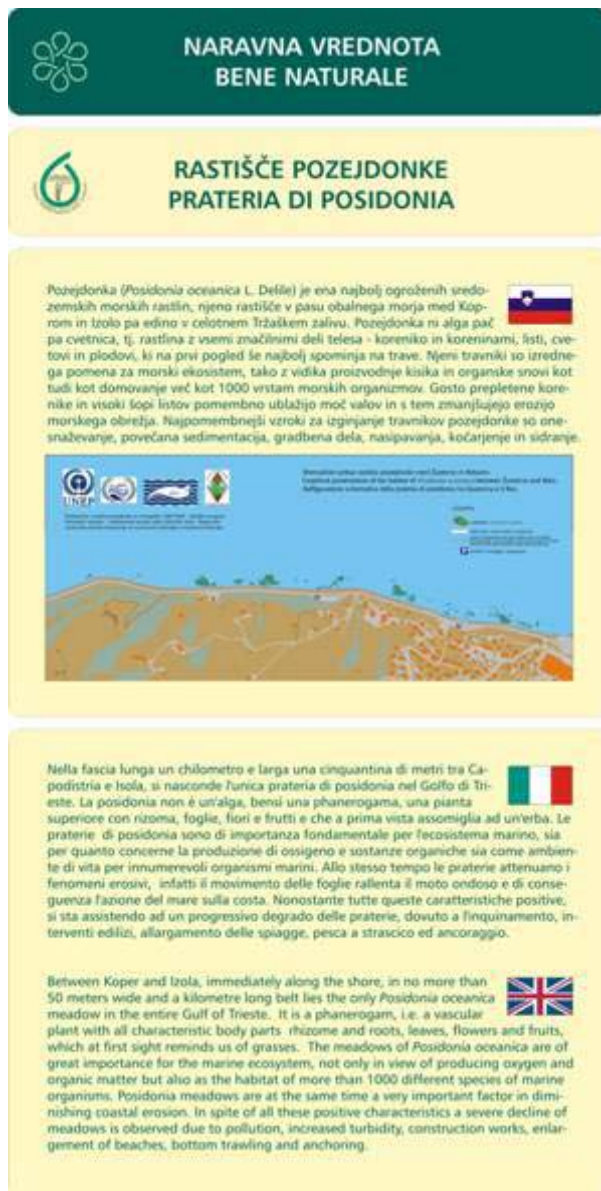 NARAVNA VREDNOTA
BENE NATURALE
RASTIŠČE POZEJDONKE
PRATERIA DI POSIDONIA
Pozejdonka (Posidonia oceanica L. Delile) je ena najbolj ogroženih sredo-
zemskih morskih rastlin, njeno rastišče v pasu obalnega morja med Kop-
rom in Izolo pa edino v celotnem Tržaškem zalivu. Pozejdonka ni alga pač
pa cvetnica, tj. rastlina z vsemi značilnimi deli telesa - koreniko in koreninami, listi, cve-
tovi in plodovi, ki na prvi pogled še najbolj spominja na trave. Njeni travniki so izredne-
ga pomena za morski ekosistem, tako z vidika proizvodnje kisika in organske snovi kot
tudi kot domovanje več kot 1000 vrstam morskih organizmov. Gosto prepletene kore-
nike in visoki šopi listov pomembno ublažijo moč valov in s tem zmanjšujejo erozijo
morskega obrežja. Najpomembnejši vzroki za izginjanje travnikov pozejdonke so one-
snaževanje, povečana sedimentacija, gradbena dela, nasipavanja, kočarjenje in sidranje.
UNEP
Nella fascia lunga un chilometro e larga una cinquantina di metri tra Ca-
podistria e Isola, si nasconde l'unica prateria di posidonia nel Golfo di Tri-
este. La posidonia non è un'alga, bensì una phanerogama, una pianta
superiore con rizoma, foglie, fiori e frutti e che a prima vista assomiglia ad un'erba. Le
praterie di posidonia sono di importanza fondamentale per l'ecosistema marino, sia
per quanto concerne la produzione di ossigeno e sostanze organiche sia come ambien-
te di vita per innumerevoli organismi marini. Allo stesso tempo le praterie attenuano i
fenomeni erosivi, infatti il movimento delle foglie rallenta il moto ondoso e di conse-
guenza l'azione del mare sulla costa. Nonostante tutte queste caratteristiche positive,
si sta assistendo ad un progressivo degrado delle praterie, dovuto a l'inquinamento, in-
terventi edilizi, allargamento delle spiagge, pesca a strascico ed ancoraggio.
Between Koper and Izola, immediately along the shore, in no more than
50 meters wide and a kilometre long belt lies the only Posidonia oceanica
meadow in the entire Gulf of Trieste. It is a phanerogam, i.e. a vascular
plant with all characteristic body parts rhizome and roots, leaves, flowers and fruits,
which at first sight reminds us of grasses. The meadows of Posidonia oceanica are of
great importance for the marine ecosystem, not only in view of producing oxygen and
organic matter but also as the habitat of more than 1000 different species of marine
organisms. Posidonia meadows are at the same time a very important factor in dimi-
nishing coastal erosion. In spite of all these positive characteristics a severe decline of
meadows is observed due to pollution, increased turbidity, construction works, enlar-
gement of beaches, bottom trawling and anchoring.